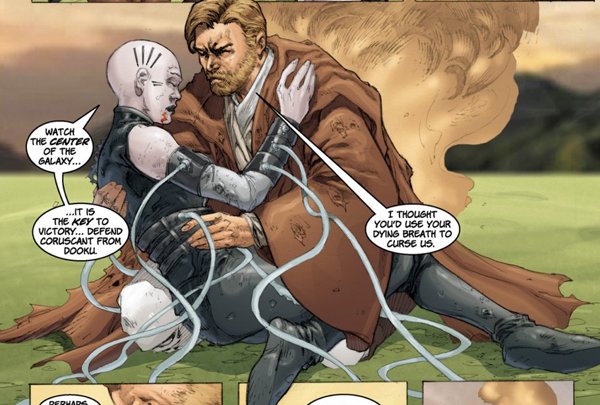 WATCH
THE CENTER
OF THE
GALAXY...
...IT IS
THE KEY TO
VICTORY... DEFEND
CORUSCANT FROM
DOOKU.
I THOUGHT
YOU'D USE YOUR
DYING BREATH TO
CURSE US.
PERHAPS